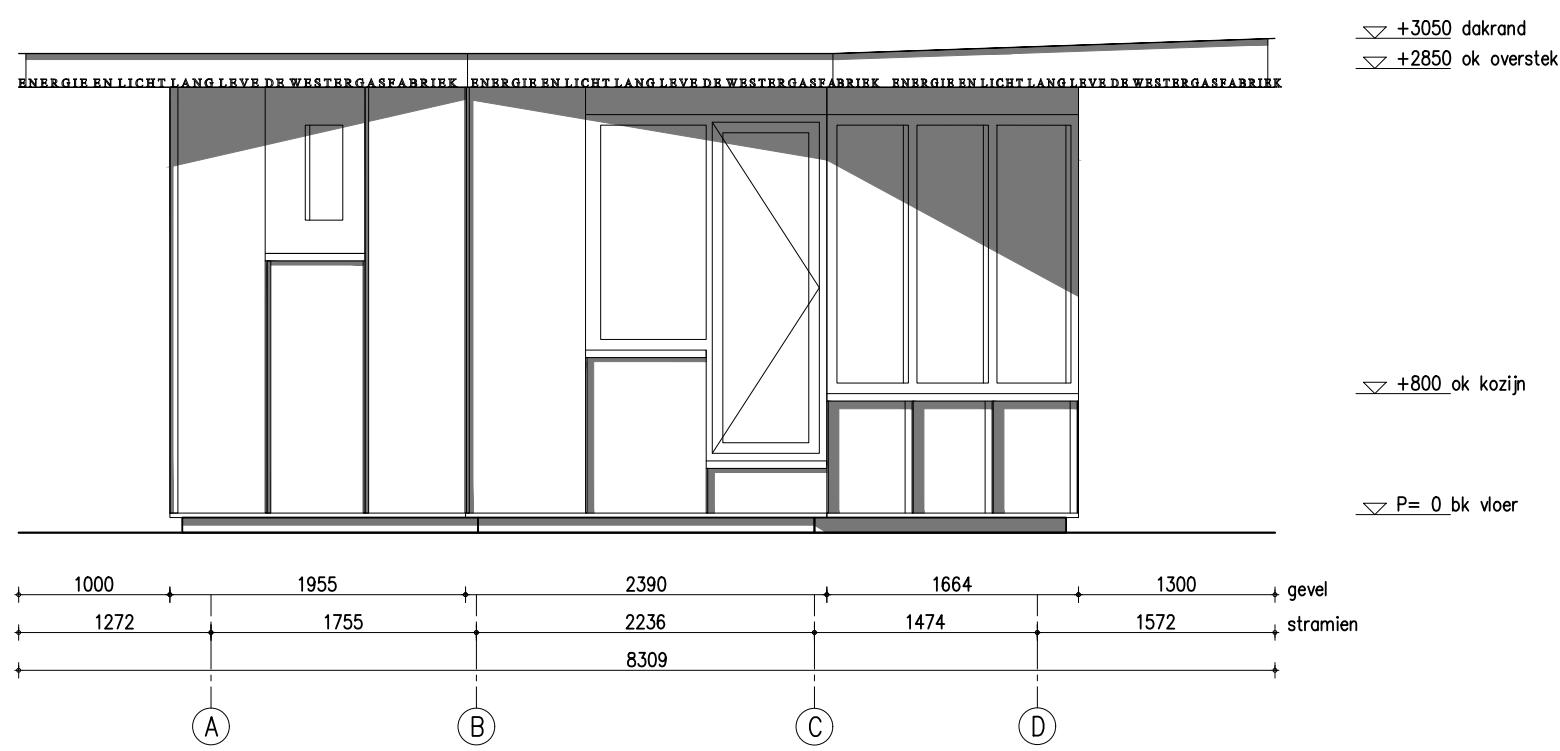 +3050 dakrand
+2850 ok overstek
ENERGIE EN LICHT LANG LEVE DE WESTERGASFABRIEK ENERGIE EN LICHT LANG LEVE DE WESTERGASFABRIEK ENERGIE EN LICHT LANG LEVE DE WESTERGASFABRIEK
+800 ok kozijn
P= 0 bk vloer
1000 1955 2390 1664 1300 gevel
1272 1755 2236 1474 1572 stramien
8309
A B C D